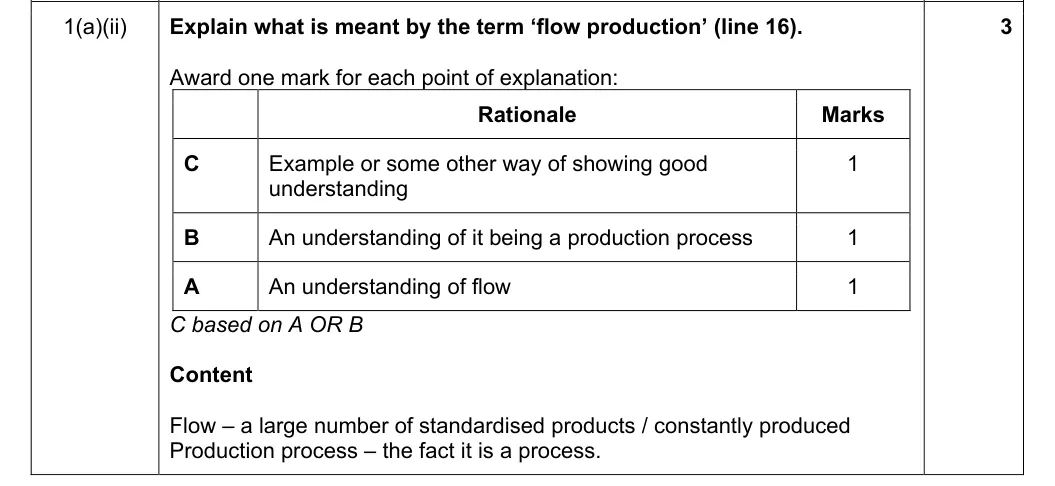 1(a)(ii) Explain what is meant by the term ‘flow production’ (line 16). 3
Award one mark for each point of explanation:
Rationale Marks
C Example or some other way of showing good 1
understanding
B An understanding of it being a production process 1
A An understanding of flow 1
C based on A OR B
Content
Flow – a large number of standardised products / constantly produced
Production process – the fact it is a process.